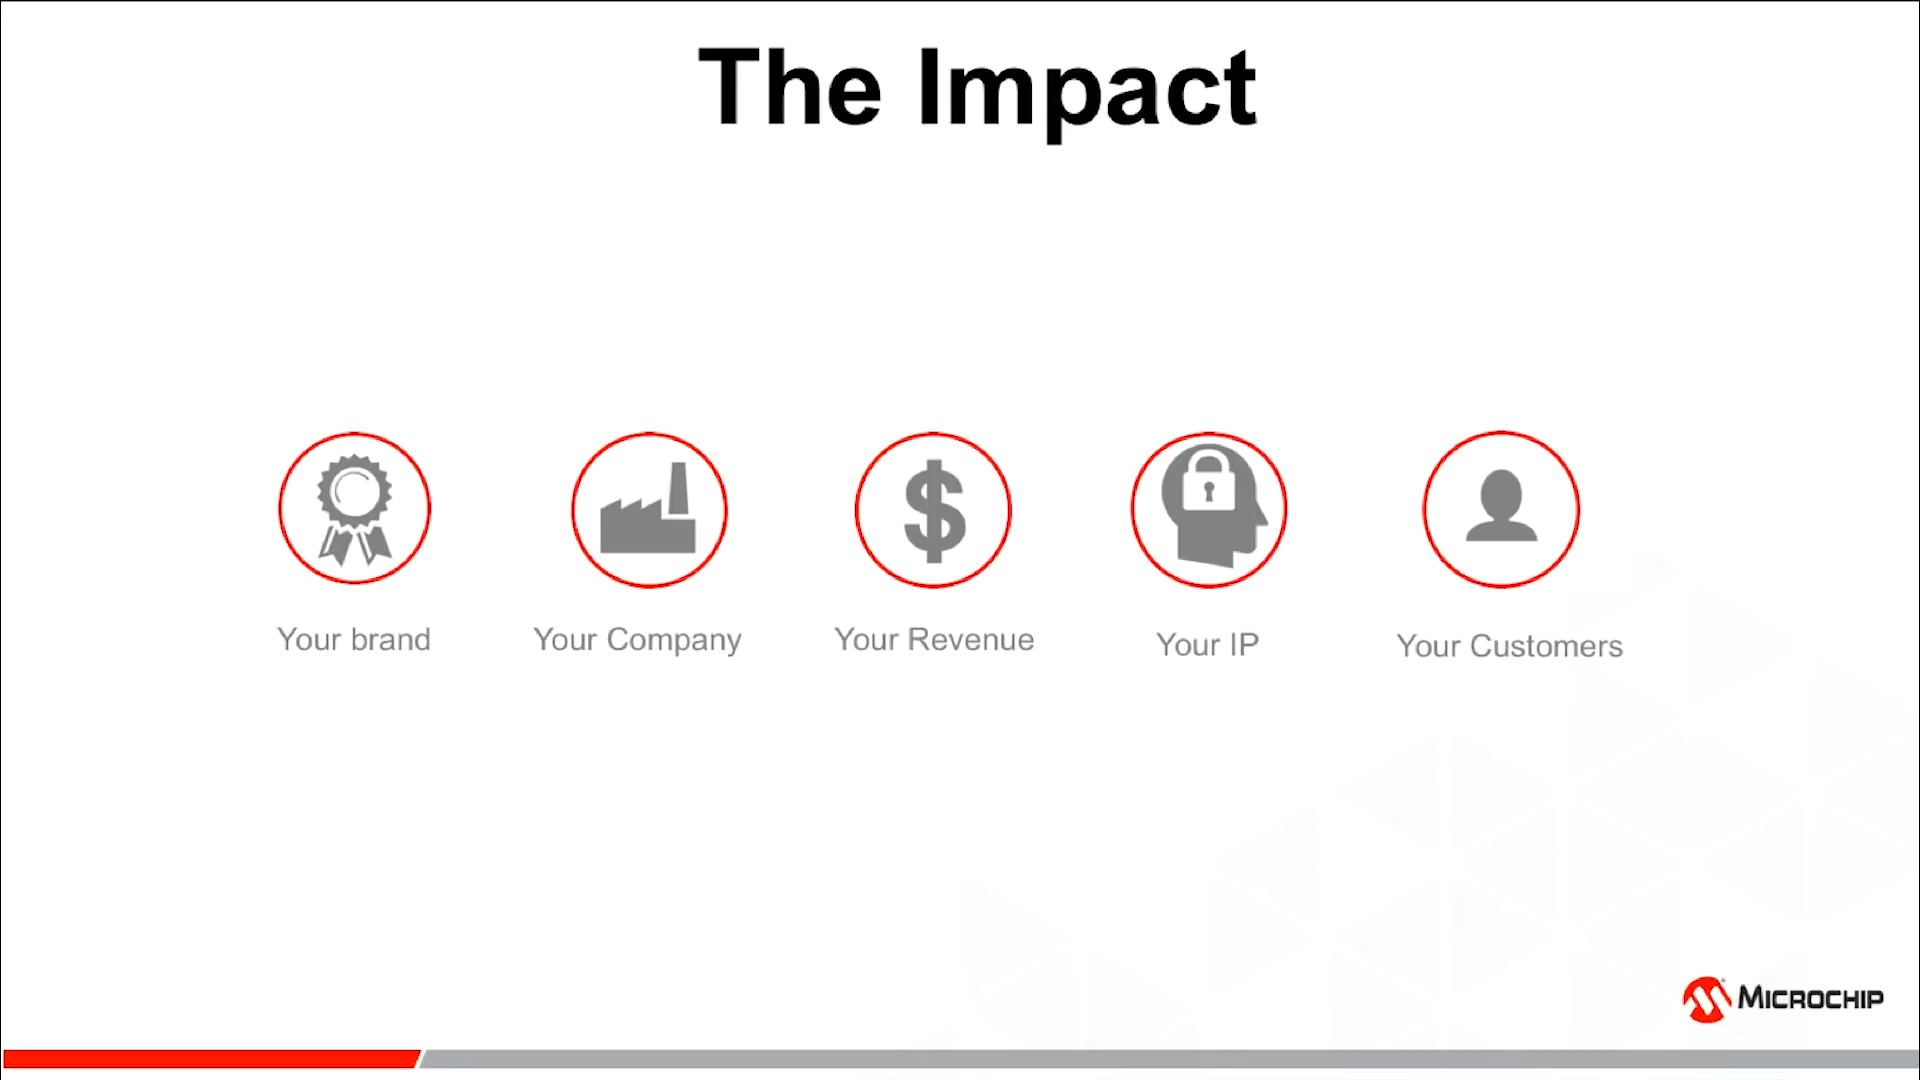 The Impact
$
Your brand
Your Company
Your Revenue
Your IP
Your Customers
MICROCHIP